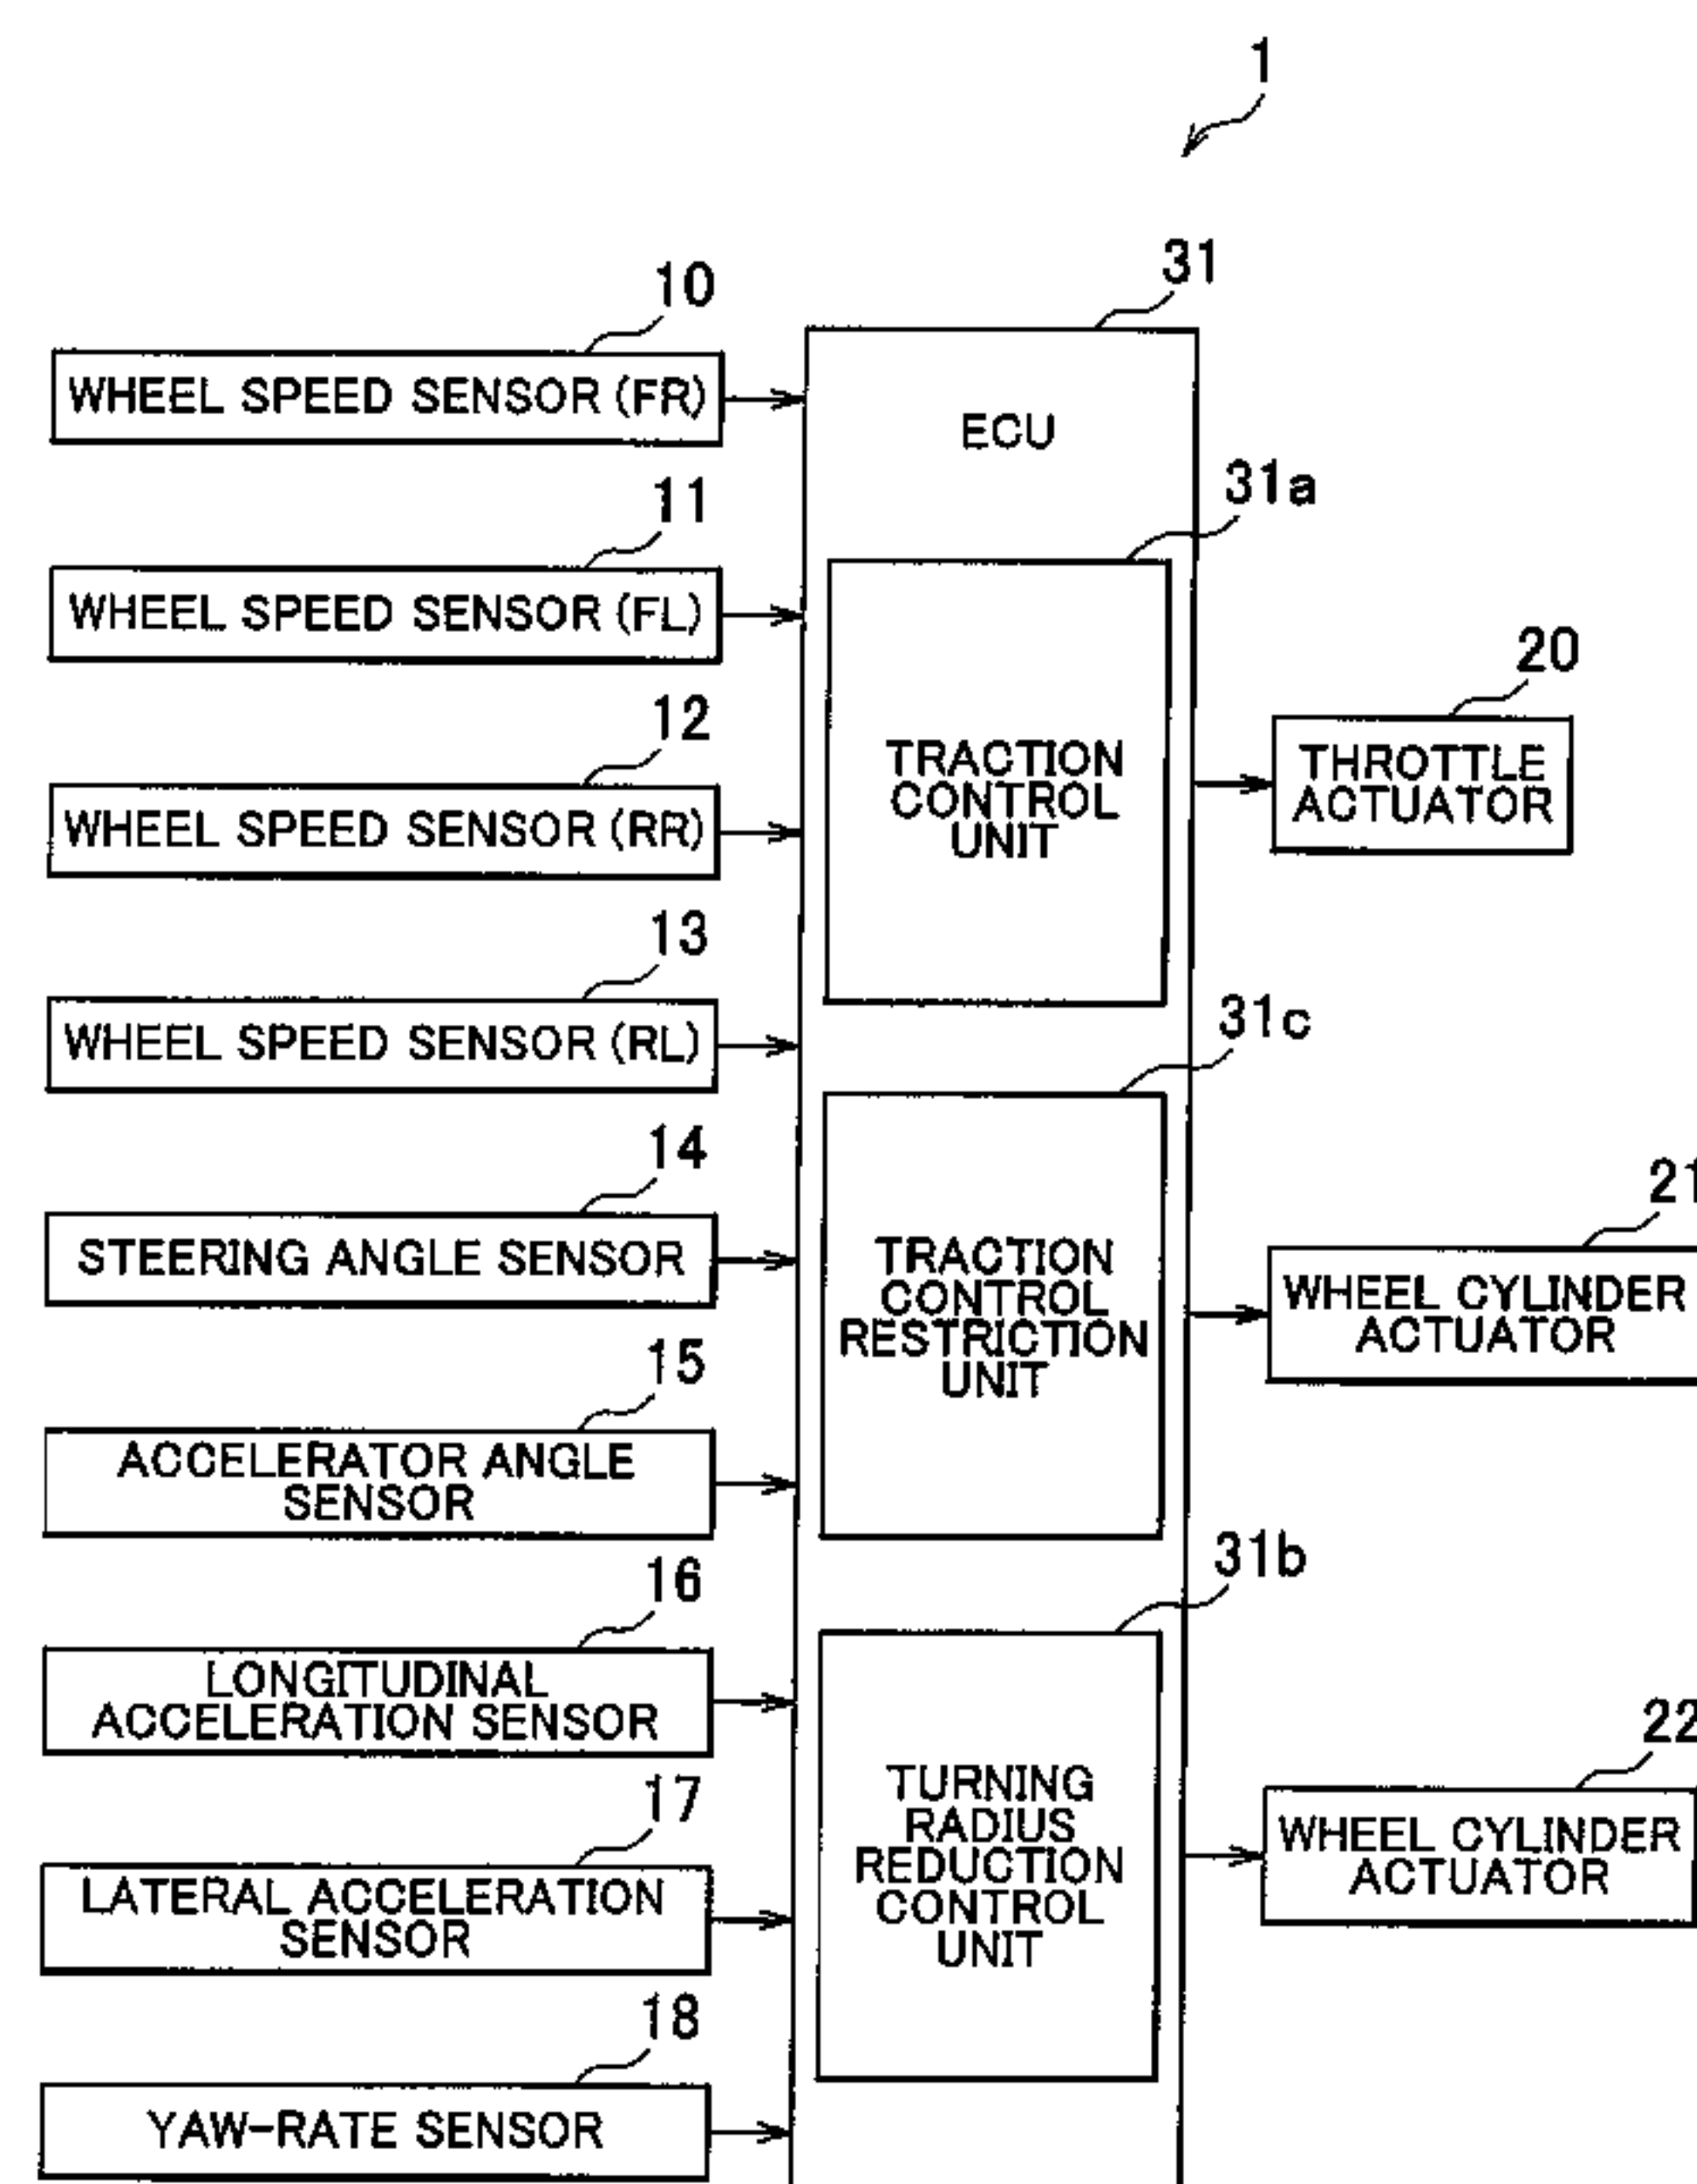 1
10
WHEEL SPEED SENSOR (FR)
11
WHEEL SPEED SENSOR (FL)
12
WHEEL SPEED SENSOR (RR)
13
WHEEL SPEED SENSOR (RL)
14
STEERING ANGLE SENSOR
15
ACCELERATOR ANGLE
SENSOR
16
LONGITUDINAL
ACCELERATION SENSOR
17
LATERAL ACCELERATION
SENSOR
18
YAW-RATE SENSOR
31
ECU
31a
TRACTION
CONTROL
UNIT
31c
TRACTION
CONTROL
RESTRICTION
UNIT
31b
TURNING
RADIUS
REDUCTION
CONTROL
UNIT
20
THROTTLE
ACTUATOR
21
WHEEL CYLINDER
ACTUATOR
22
WHEEL CYLINDER
ACTUATOR